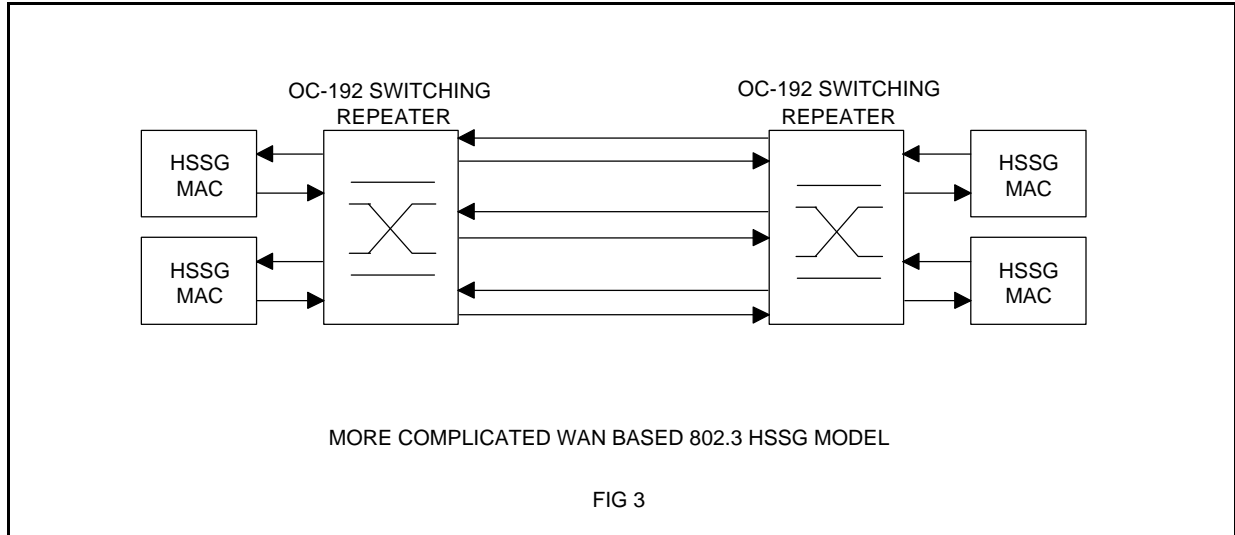 OC-192 SWITCHING
REPEATER
OC-192 SWITCHING
REPEATER
HSSG
MAC
HSSG
MAC
HSSG
MAC
HSSG
MAC
MORE COMPLICATED WAN BASED 802.3 HSSG MODEL
FIG 3